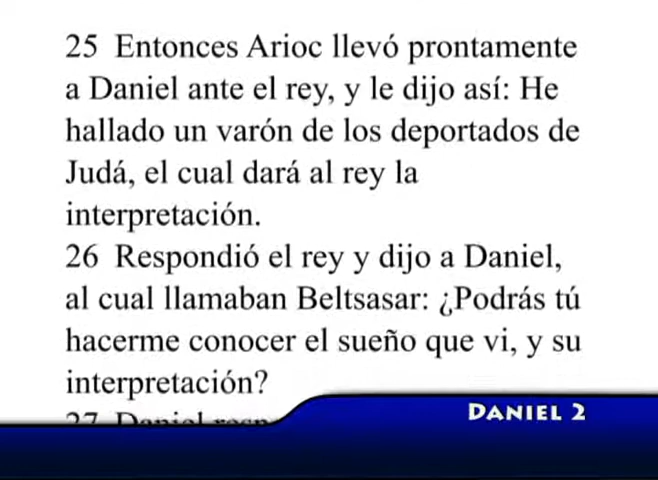 25 Entonces Arioc llevó prontamente
a Daniel ante el rey, y le dijo así: He
hallado un varón de los deportados de
Judá, el cual dará al rey la
interpretación.
26 Respondió el rey y dijo a Daniel,
al cual llamaban Beltsasar: ¿Podrás tú
hacerme conocer el sueño que vi, y su
interpretación?
27 Daniel
DANIEL 2